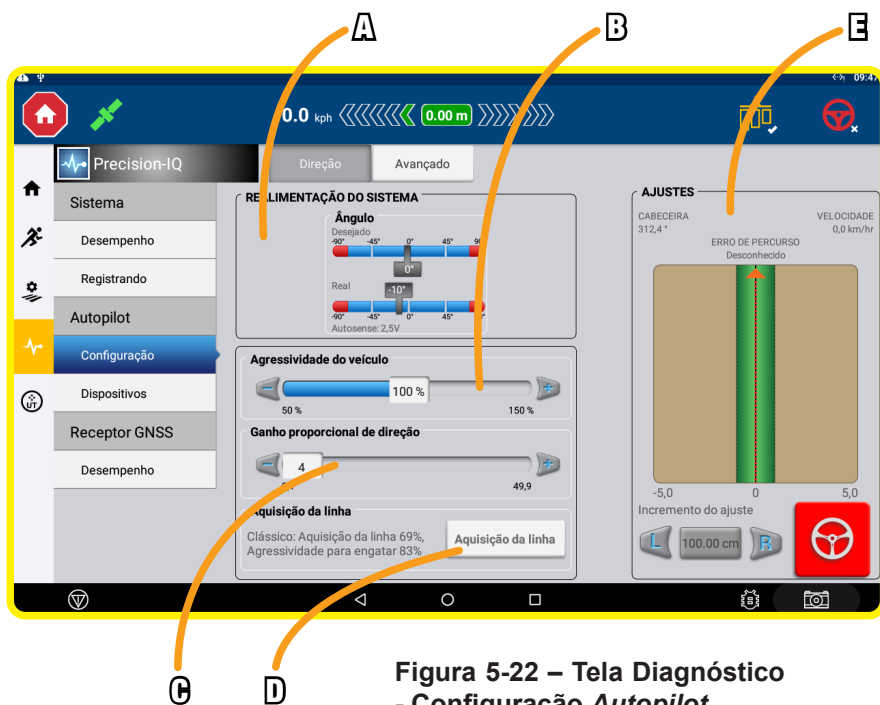 A
B
E
09:47
0.0 kph
0.00 m
Precision-IQ
Direção
Avançado
Sistema
Desempenho
Registrando
Autopilot
Configuração
Dispositivos
Receptor GNSS
Desempenho
UT
REALIMENTAÇÃO DO SISTEMA
Ângulo
Desejado
-90° -45° 0° 45°
0°
Real
-10°
-90° -45° 0° 45°
Autosense: 2,5V
Agressividade do veículo
100 %
50 %
150 %
Ganho proporcional de direção
4
49,9
Aquisição da linha
Clássico: Aquisição da linha 69%,
Agressividade para engatar 83%
Aquisição da linha
AJUSTES
CABECEIRA
312,4 °
VELOCIDADE
0,0 km/hr
ERRO DE PERCURSO
Desconhecido
-5,0
0
5,0
Incremento do ajuste
L
100.00 cm
R
C
D
Figura 5-22 – Tela Diagnóstico
- Configuração Autopilot